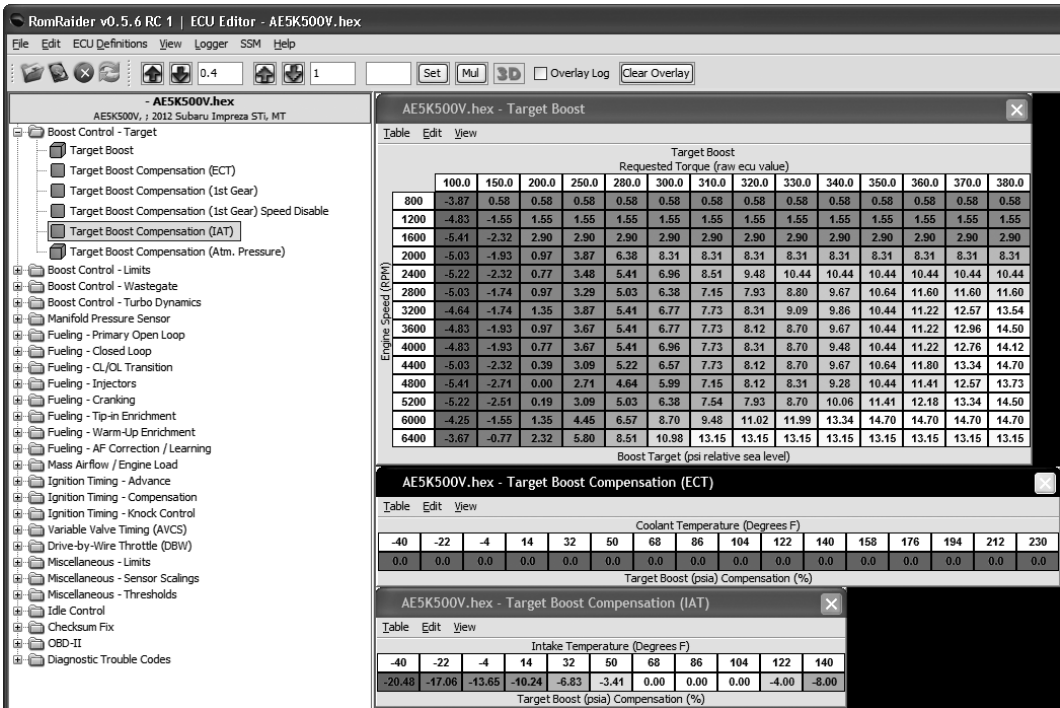 RomRaider v0.5.6 RC 1 | ECU Editor - AE5K500V.hex
File Edit ECU Definitions View Logger SSM Help
0.4 1 Set Mul 3D Overlay Log Clear Overlay
- AE5K500V.hex
AE5K500V, ; 2012 Subaru Impreza STi, MT
Boost Control - Target
Target Boost
Target Boost Compensation (ECT)
Target Boost Compensation (1st Gear)
Target Boost Compensation (1st Gear) Speed Disable
Target Boost Compensation (IAT)
Target Boost Compensation (Atm. Pressure)
Boost Control - Limits
Boost Control - Wastegate
Boost Control - Turbo Dynamics
Manifold Pressure Sensor
Fueling - Primary Open Loop
Fueling - Closed Loop
Fueling - CL/OL Transition
Fueling - Injectors
Fueling - Cranking
Fueling - Tip-in Enrichment
Fueling - Warm-Up Enrichment
Fueling - AF Correction / Learning
Mass Airflow / Engine Load
Ignition Timing - Advance
Ignition Timing - Compensation
Ignition Timing - Knock Control
Variable Valve Timing (AVCS)
Drive-by-Wire Throttle (DBW)
Miscellaneous - Limits
Miscellaneous - Sensor Scalings
Miscellaneous - Thresholds
Idle Control
Checksum Fix
OBD-II
Diagnostic Trouble Codes
AE5K500V.hex - Target Boost
Table Edit View
Target Boost
Requested Torque (raw ecu value)
100.0 150.0 200.0 250.0 280.0 300.0 310.0 320.0 330.0 340.0 350.0 360.0 370.0 380.0
Engine Speed (RPM)
800 -3.87 0.58 0.58 0.58 0.58 0.58 0.58 0.58 0.58 0.58 0.58 0.58 0.58 0.58
1200 -4.83 -1.55 1.55 1.55 1.55 1.55 1.55 1.55 1.55 1.55 1.55 1.55 1.55 1.55
1600 -5.41 -2.32 2.90 2.90 2.90 2.90 2.90 2.90 2.90 2.90 2.90 2.90 2.90 2.90
2000 -5.03 -1.93 0.97 3.87 6.38 8.31 8.31 8.31 8.31 8.31 8.31 8.31 8.31 8.31
2400 -5.22 -2.32 0.77 3.48 5.41 6.96 8.51 9.48 10.44 10.44 10.44 10.44 10.44 10.44
2800 -5.03 -1.74 0.97 3.29 5.03 6.38 7.15 7.93 8.80 9.67 10.64 11.60 11.60 11.60
3200 -4.64 -1.74 1.35 3.87 5.41 6.77 7.73 8.31 9.09 9.86 10.44 11.22 12.57 13.54
3600 -4.83 -1.93 0.97 3.67 5.41 6.77 7.73 8.12 8.70 9.67 10.44 11.22 12.96 14.50
4000 -4.83 -1.93 0.77 3.67 5.41 6.96 7.73 8.31 8.70 9.48 10.44 11.22 12.76 14.12
4400 -5.03 -2.32 0.39 3.09 5.22 6.57 7.73 8.12 8.70 9.67 10.64 11.80 13.34 14.70
4800 -5.41 -2.71 0.00 2.71 4.64 5.99 7.15 8.12 8.31 9.28 10.44 11.41 12.57 13.73
5200 -5.22 -2.51 0.19 3.09 5.03 6.38 7.54 7.93 8.70 10.06 11.41 12.18 13.34 14.50
6000 -4.25 -1.55 1.35 4.45 6.57 8.70 9.48 11.02 11.99 13.34 14.70 14.70 14.70 14.70
6400 -3.67 -0.77 2.32 5.80 8.51 10.98 13.15 13.15 13.15 13.15 13.15 13.15 13.15 13.15
Boost Target (psi relative sea level)
AE5K500V.hex - Target Boost Compensation (ECT)
Table Edit View
Coolant Temperature (Degrees F)
-40 -22 -4 14 32 50 68 86 104 122 140 158 176 194 212 230
0.0 0.0 0.0 0.0 0.0 0.0 0.0 0.0 0.0 0.0 0.0 0.0 0.0 0.0 0.0 0.0
Target Boost (psia) Compensation (%)
AE5K500V.hex - Target Boost Compensation (IAT)
Table Edit View
Intake Temperature (Degrees F)
-40 -22 -4 14 32 50 68 86 104 122 140
-20.48 -17.06 -13.65 -10.24 -6.83 -3.41 0.00 0.00 0.00 -4.00 -8.00
Target Boost (psia) Compensation (%)